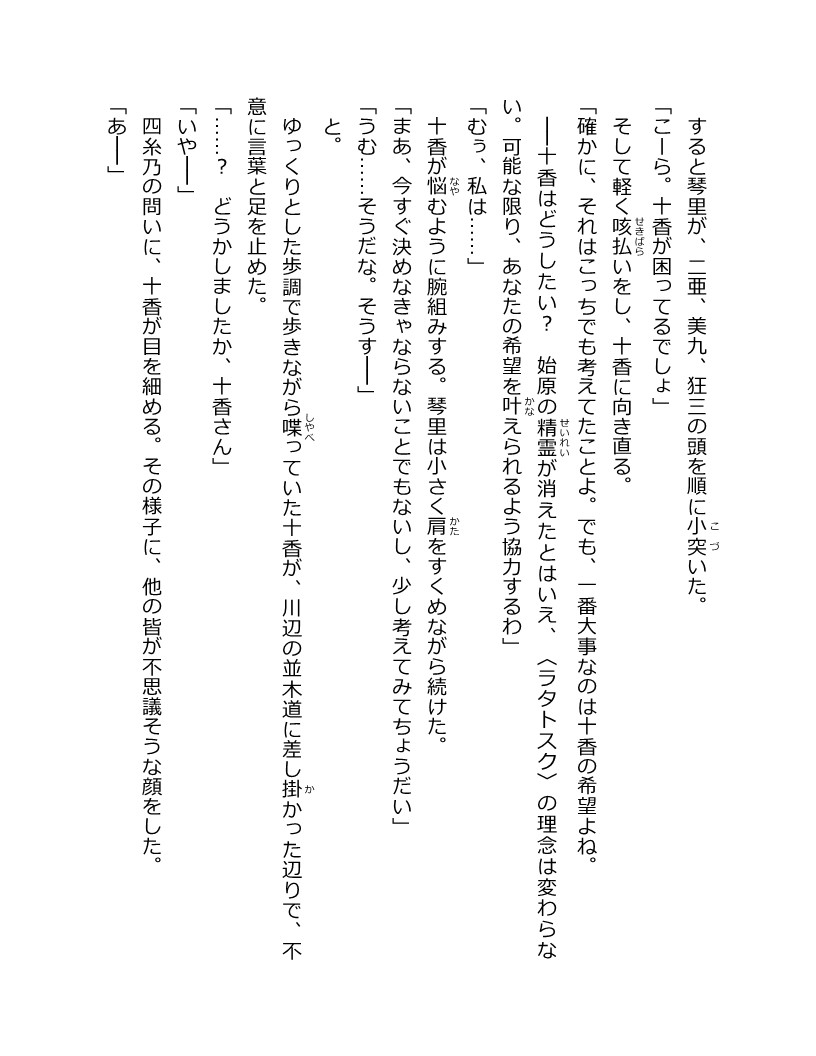 すると琴里が、二亜、美九、狂三の頭を順に小突いた。
「こーら。十香が困ってるでしょ」
そして軽く咳払いをし、十香に向き直る。
「確かに、それはこっちでも考えてたことよ。でも、一番大事なのは十香の希望よね。
――十香はどうしたい？　始原の精霊が消えたとはいえ、〈ラタトスク〉の理念は変わらな
い。可能な限り、あなたの希望を叶えられるよう協力するわ」
「むぅ、私は……」
十香が悩むように腕組みする。琴里は小さく肩をすくめながら続けた。
「まあ、今すぐ決めなきゃならないことでもないし、少し考えてみてちょうだい」
「うむ……そうだな。そうす――」
と。
ゆっくりとした歩調で歩きながら喋っていた十香が、川辺の並木道に差し掛かった辺りで、不
意に言葉と足を止めた。
「……？　どうかしましたか、十香さん」
「いや――」
四糸乃の問いに、十香が目を細める。その様子に、他の皆が不思議そうな顔をした。
「あ――」